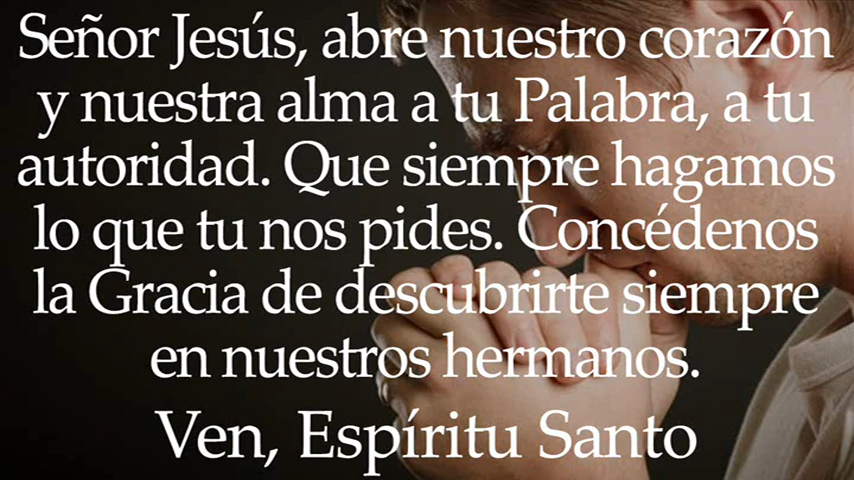 Señor Jesús, abre nuestro corazón
y nuestra alma a tu Palabra, a tu
autoridad. Que siempre hagamos
lo que tu nos pides. Concédenos
la Gracia de descubrirte siempre
en nuestros hermanos.
Ven, Espíritu Santo